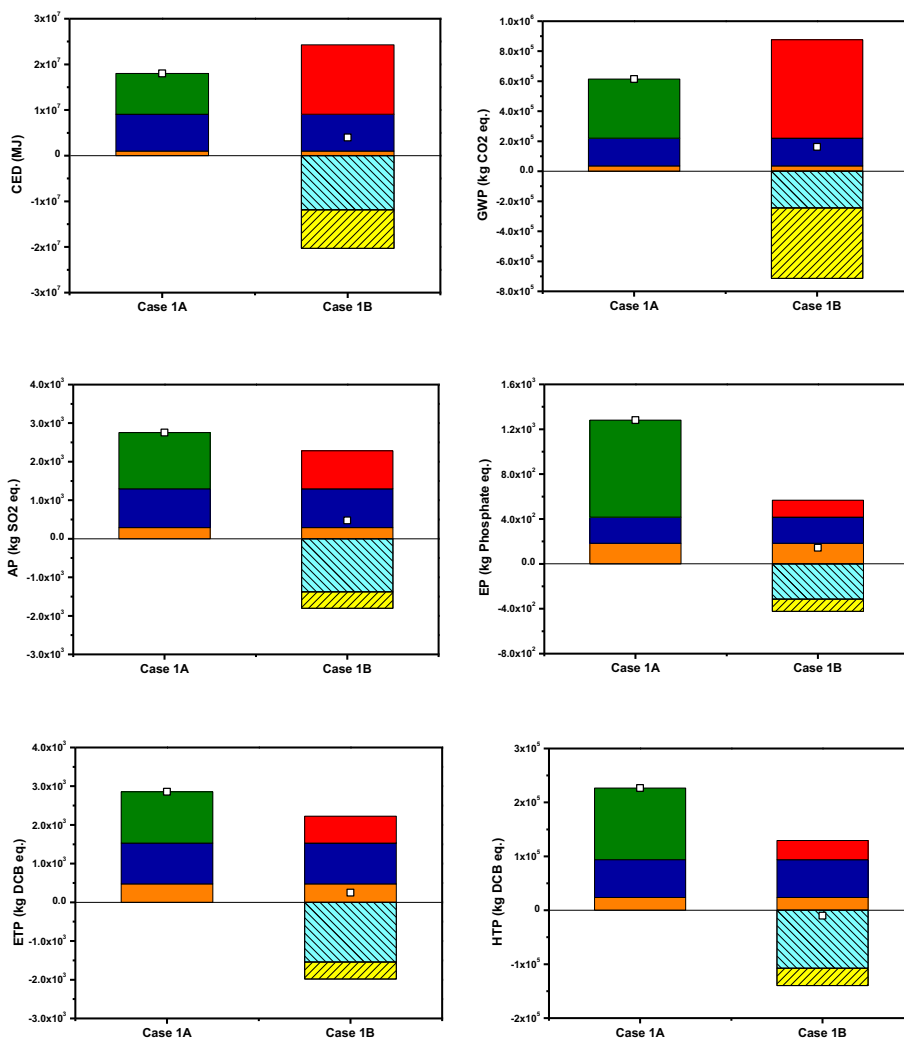 CED (MJ)
3x10⁷
2x10⁷
1x10⁷
0
-1x10⁷
-2x10⁷
-3x10⁷
Case 1A
Case 1B
GWP (kg CO2 eq.)
1.0x10⁶
8.0x10⁵
6.0x10⁵
4.0x10⁵
2.0x10⁵
0.0
-2.0x10⁵
-4.0x10⁵
-6.0x10⁵
-8.0x10⁵
Case 1A
Case 1B
AP (kg SO2 eq.)
4.0x10³
3.0x10³
2.0x10³
1.0x10³
0.0
-1.0x10³
-2.0x10³
-3.0x10³
Case 1A
Case 1B
EP (kg Phosphate eq.)
1.6x10³
1.2x10³
8.0x10²
4.0x10²
0.0
-4.0x10²
-8.0x10²
Case 1A
Case 1B
ETP (kg DCB eq.)
4.0x10³
3.0x10³
2.0x10³
1.0x10³
0.0
-1.0x10³
-2.0x10³
-3.0x10³
Case 1A
Case 1B
HTP (kg DCB eq.)
3x10⁵
2x10⁵
1x10⁵
0
-1x10⁵
-2x10⁵
Case 1A
Case 1B